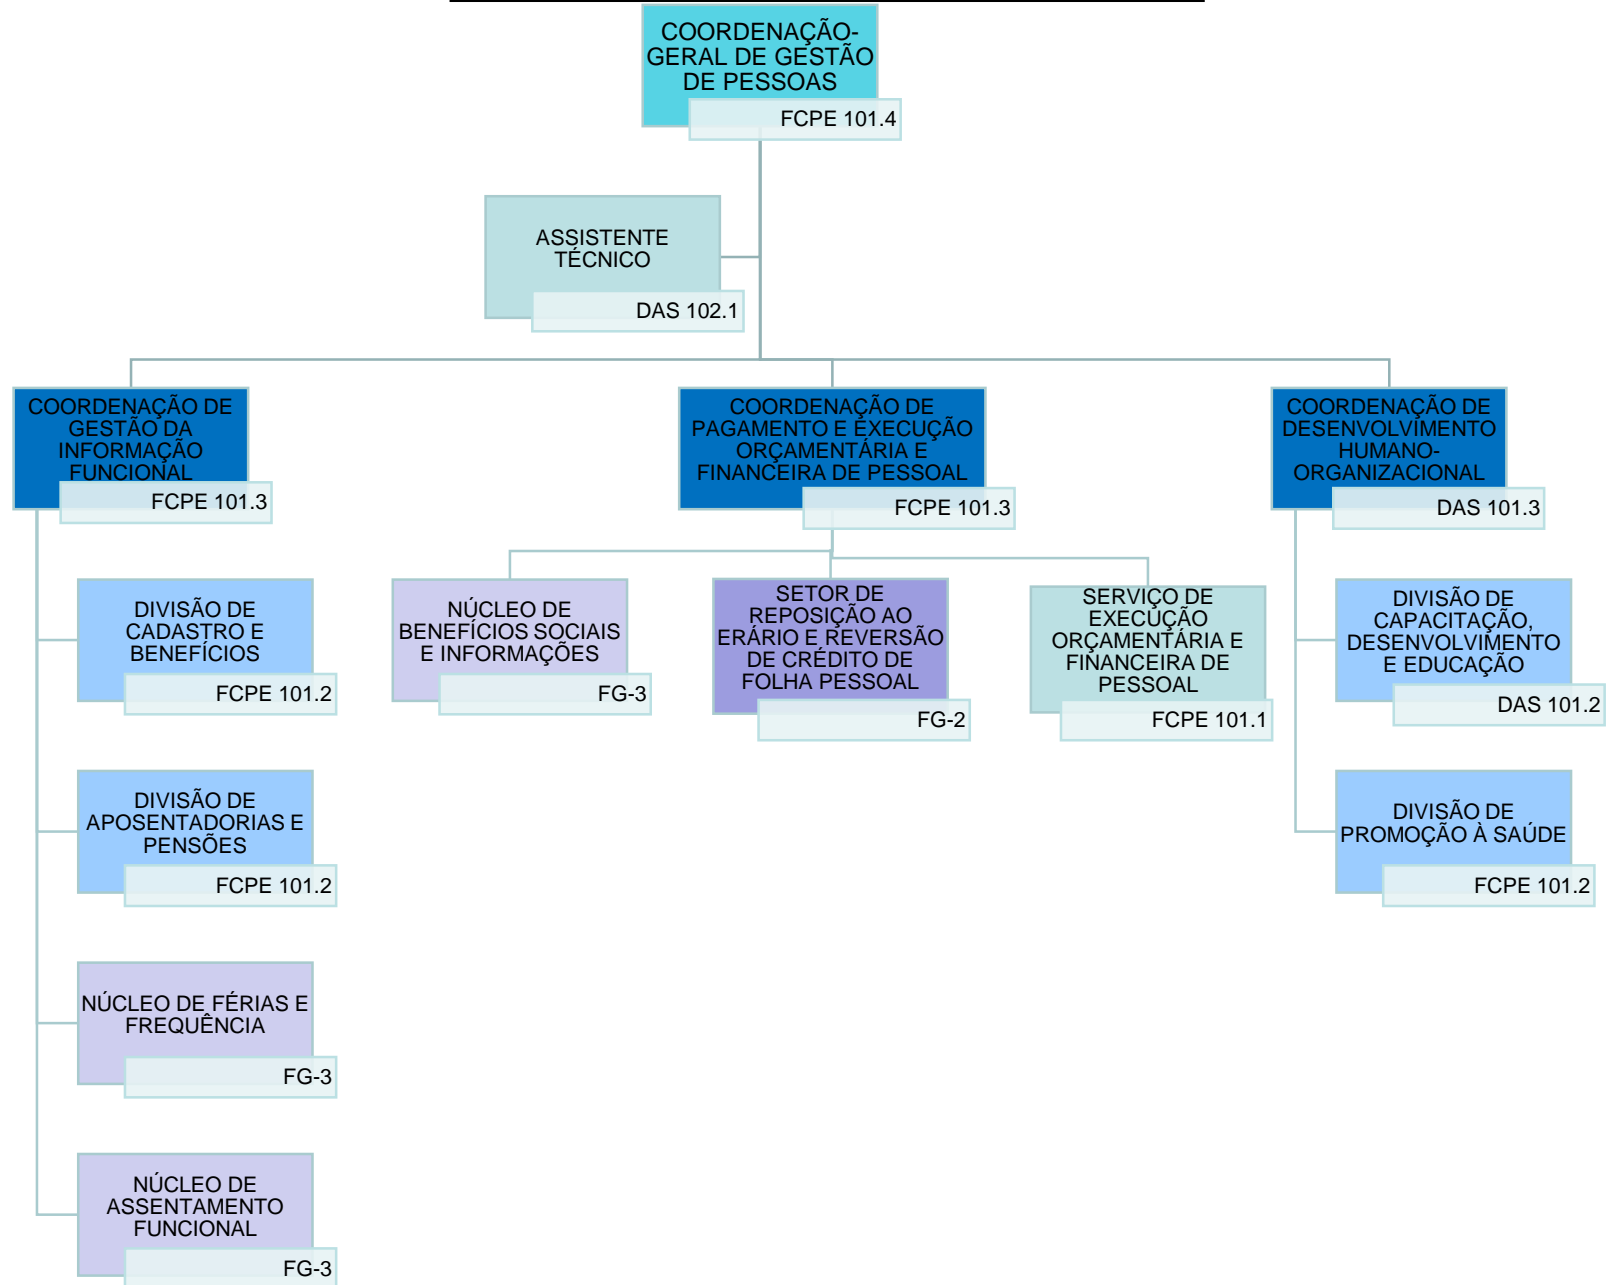 COORDENAÇÃO-
GERAL DE GESTÃO
DE PESSOAS
FCPE 101.4
ASSISTENTE
TÉCNICO
DAS 102.1
COORDENAÇÃO DE
GESTÃO DA
INFORMAÇÃO
FUNCIONAL
FCPE 101.3
COORDENAÇÃO DE
PAGAMENTO E EXECUÇÃO
ORÇAMENTÁRIA E
FINANCEIRA DE PESSOAL
FCPE 101.3
COORDENAÇÃO DE
DESENVOLVIMENTO
HUMANO-
ORGANIZACIONAL
DAS 101.3
DIVISÃO DE
CADASTRO E
BENEFÍCIOS
FCPE 101.2
NÚCLEO DE
BENEFÍCIOS SOCIAIS
E INFORMAÇÕES
FG-3
SETOR DE
REPOSIÇÃO AO
ERÁRIO E REVERSÃO
DE CRÉDITO DE
FOLHA PESSOAL
FG-2
SERVIÇO DE
EXECUÇÃO
ORÇAMENTÁRIA E
FINANCEIRA DE
PESSOAL
FCPE 101.1
DIVISÃO DE
CAPACITAÇÃO,
DESENVOLVIMENTO
E EDUCAÇÃO
DAS 101.2
DIVISÃO DE
APOSENTADORIAS E
PENSÕES
FCPE 101.2
DIVISÃO DE
PROMOÇÃO À SAÚDE
FCPE 101.2
NÚCLEO DE FÉRIAS E
FREQUÊNCIA
FG-3
NÚCLEO DE
ASSENTAMENTO
FUNCIONAL
FG-3